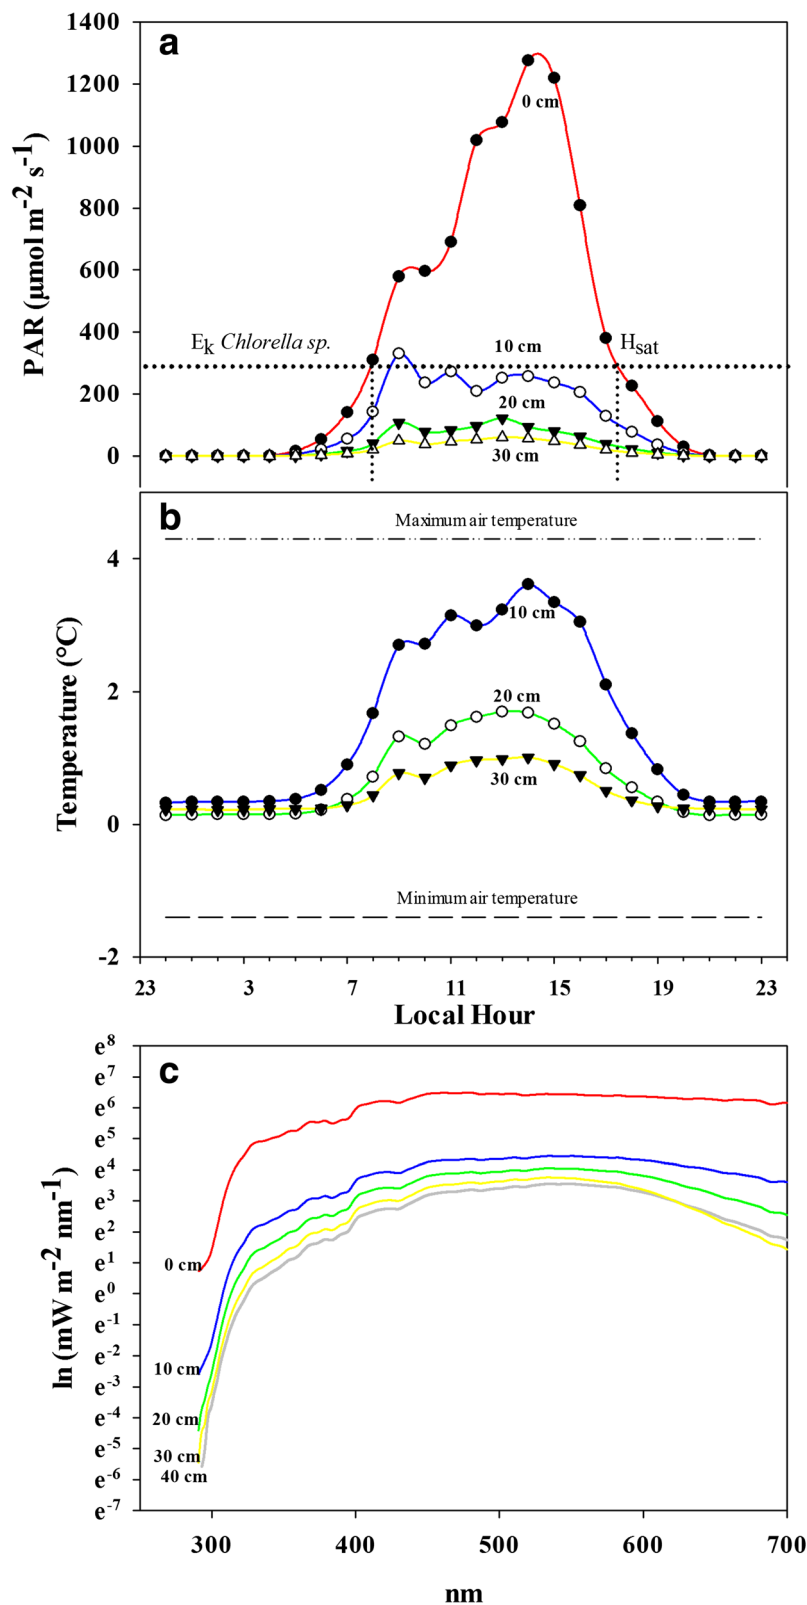 a
PAR (µmol m-2 s-1)
1400
1200
1000
800
600
400
200
0
0 cm
Ek Chlorella sp.
Hsat
10 cm
20 cm
30 cm
b
Temperature (°C)
4
2
0
-2
Maximum air temperature
10 cm
20 cm
30 cm
Minimum air temperature
23 3 7 11 15 19 23
Local Hour
c
ln (mW m-2 nm-1)
e8
e7
e6
e5
e4
e3
e2
e1
e0
e-1
e-2
e-3
e-4
e-5
e-6
e-7
0 cm
10 cm
20 cm
30 cm
40 cm
300 400 500 600 700
nm